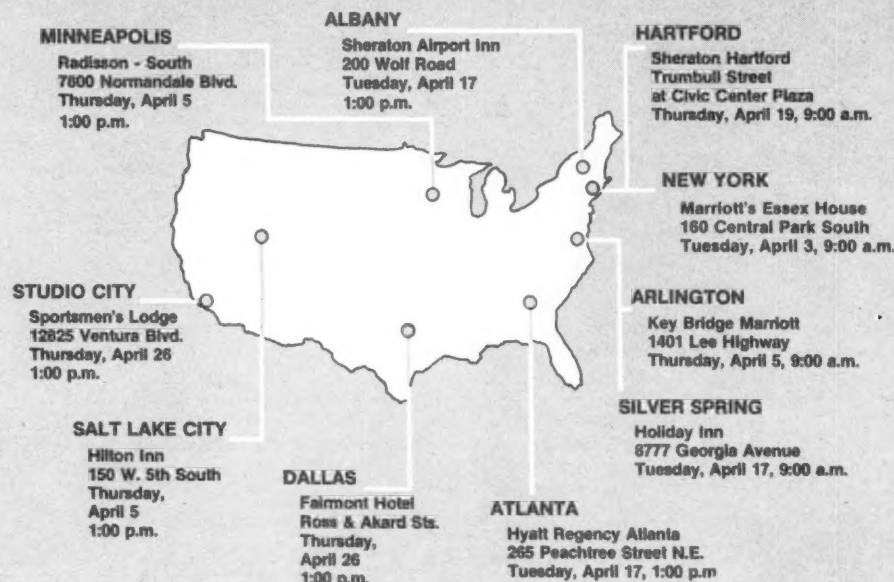 MINNEAPOLIS
Radisson - South
7800 Normandale Blvd.
Thursday, April 5
1:00 p.m.
ALBANY
Sheraton Airport Inn
200 Wolf Road
Tuesday, April 17
1:00 p.m.
HARTFORD
Sheraton Hartford
Trumbull Street
at Civic Center Plaza
Thursday, April 19, 9:00 a.m.
NEW YORK
Marriott's Essex House
160 Central Park South
Tuesday, April 3, 9:00 a.m.
STUDIO CITY
Sportsmen's Lodge
12825 Ventura Blvd.
Thursday, April 26
1:00 p.m.
ARLINGTON
Key Bridge Marriott
1401 Lee Highway
Thursday, April 5, 9:00 a.m.
SALT LAKE CITY
Hilton Inn
150 W. 5th South
Thursday,
April 5
1:00 p.m.
DALLAS
Fairmont Hotel
Ross & Akard Sts.
Thursday,
April 26
1:00 p.m.
ATLANTA
Hyatt Regency Atlanta
265 Peachtree Street N.E.
Tuesday, April 17, 1:00 p.m
SILVER SPRING
Holiday Inn
8777 Georgia Avenue
Tuesday, April 17, 9:00 a.m.